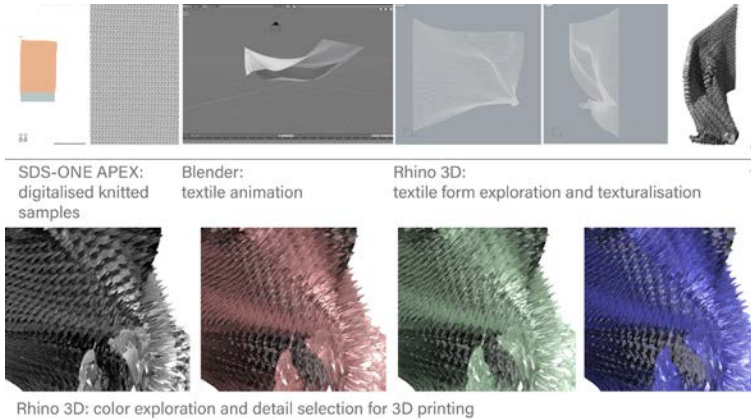 SDS-ONE APEX:
digitalised knitted
samples
Blender:
textile animation
Rhino 3D:
textile form exploration and texturalisation
Rhino 3D: color exploration and detail selection for 3D printing